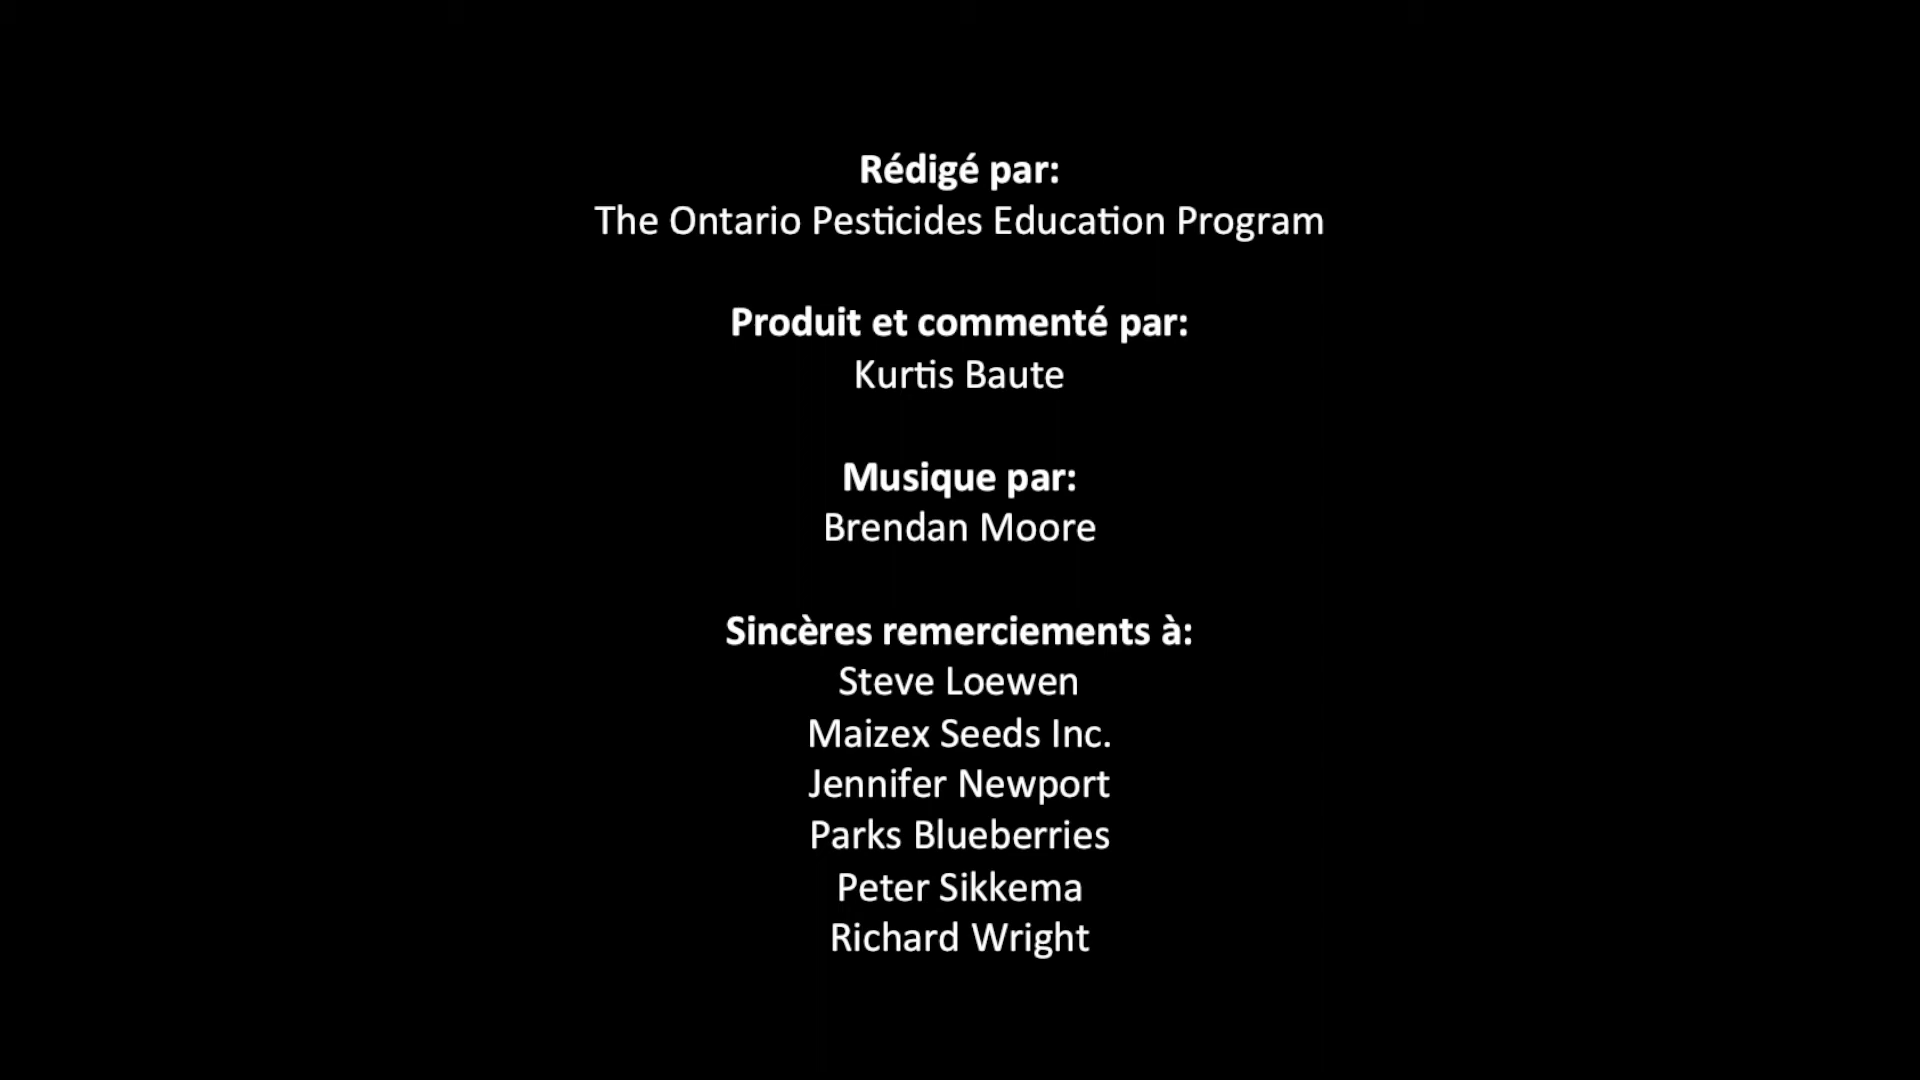 Rédigé par:
The Ontario Pesticides Education Program
Produit et commenté par:
Kurtis Baute
Musique par:
Brendan Moore
Sincères remerciements à:
Steve Loewen
Maizex Seeds Inc.
Jennifer Newport
Parks Blueberries
Peter Sikkema
Richard Wright